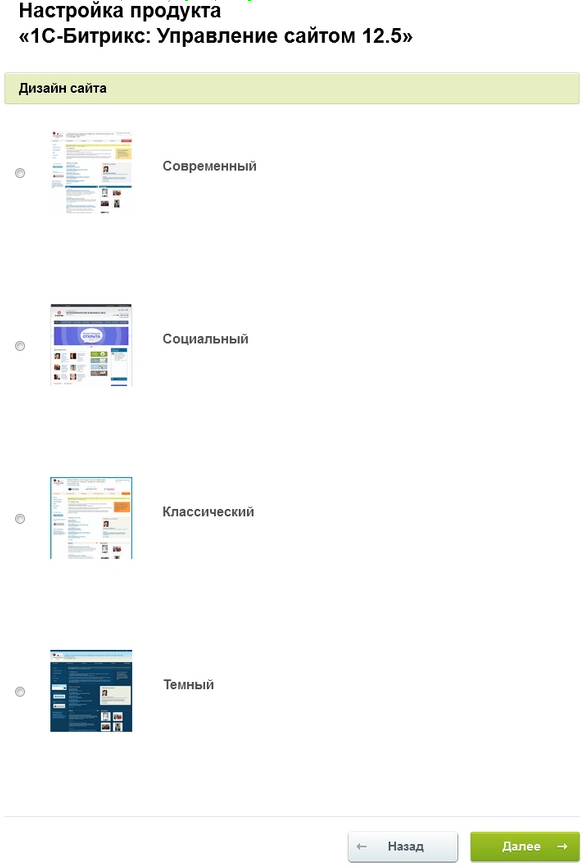 Настройка продукта
«1С-Битрикс: Управление сайтом 12.5»
Дизайн сайта
Современный
Социальный
Классический
Темный
Назад
Далее